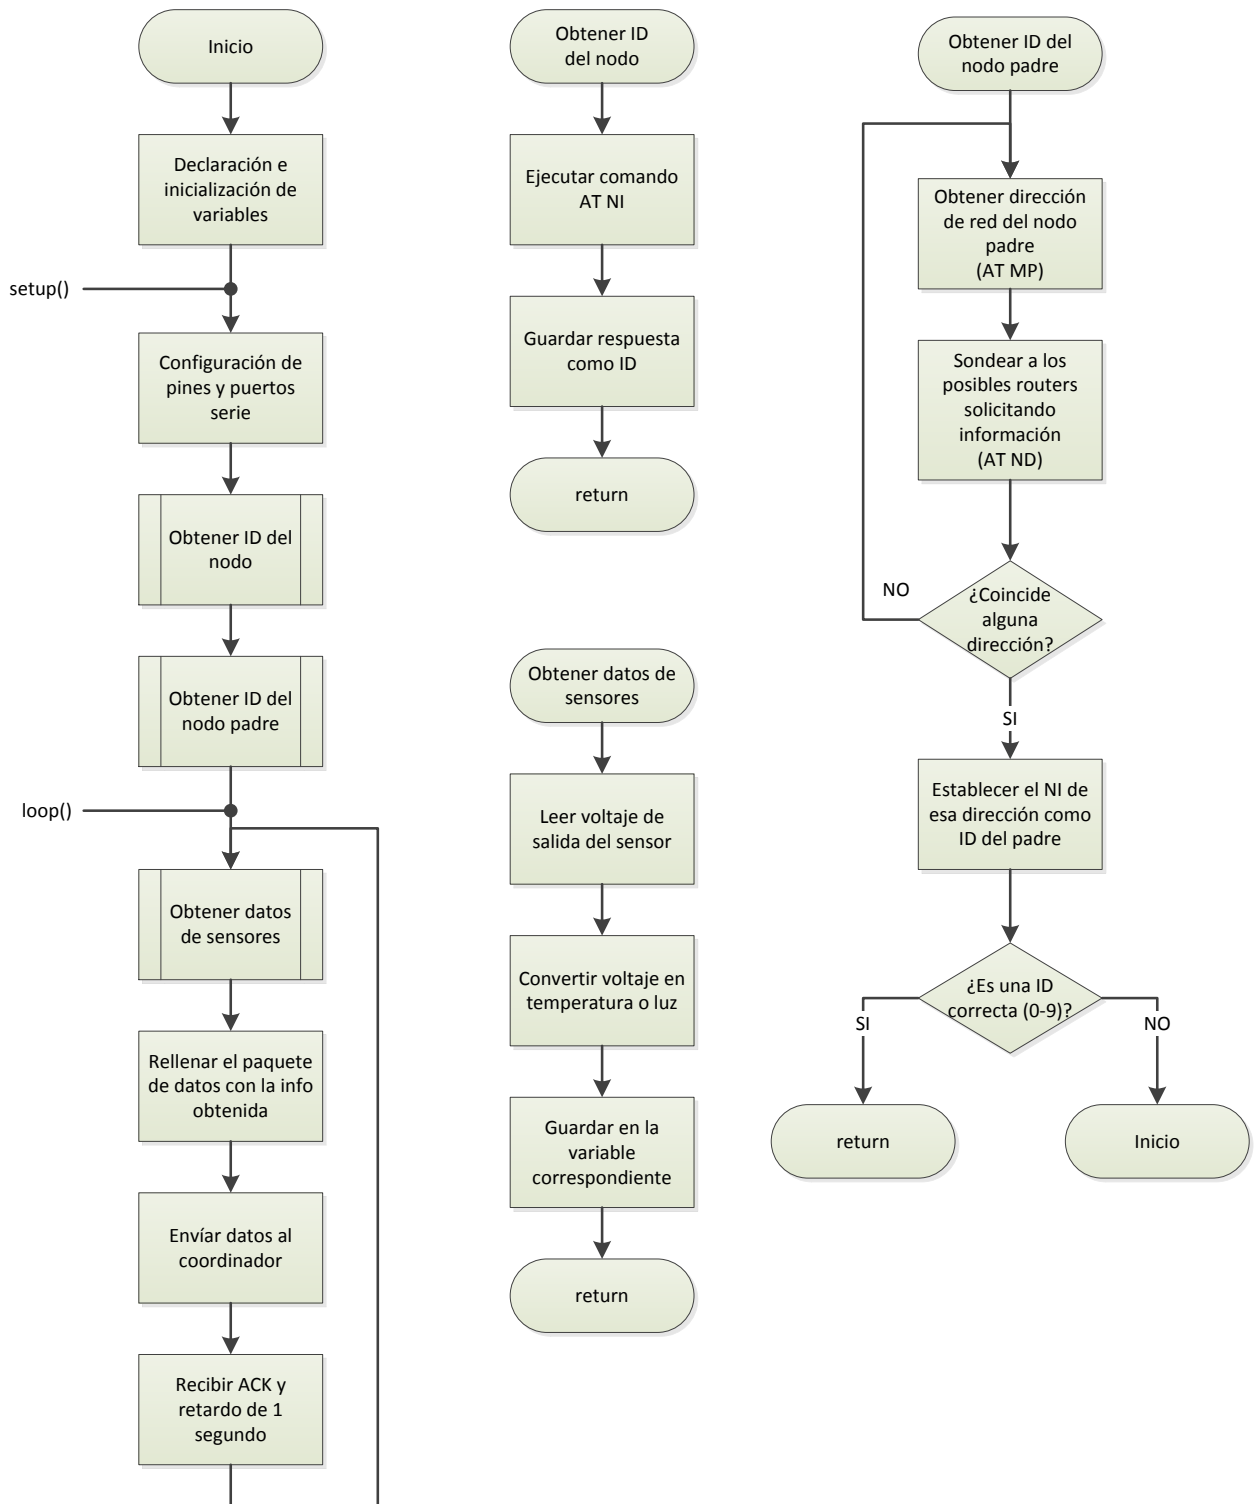 Inicio
Declaración e
inicialización de
variables
setup()
Configuración de
pines y puertos
serie
Obtener ID del
nodo
Obtener ID del
nodo padre
loop()
Obtener datos
de sensores
Rellenar el paquete
de datos con la info
obtenida
Envíar datos al
coordinador
Recibir ACK y
retardo de 1
segundo
Obtener ID
del nodo
Ejecutar comando
AT NI
Guardar respuesta
como ID
return
Obtener datos de
sensores
Leer voltaje de
salida del sensor
Convertir voltaje en
temperatura o luz
Guardar en la
variable
correspondiente
return
Obtener ID del
nodo padre
Obtener dirección
de red del nodo
padre
(AT MP)
Sondear a los
posibles routers
solicitando
información
(AT ND)
¿Coincide
alguna
dirección?
NO
SI
Establecer el NI de
esa dirección como
ID del padre
¿Es una ID
correcta (0-9)?
SI
NO
return
Inicio